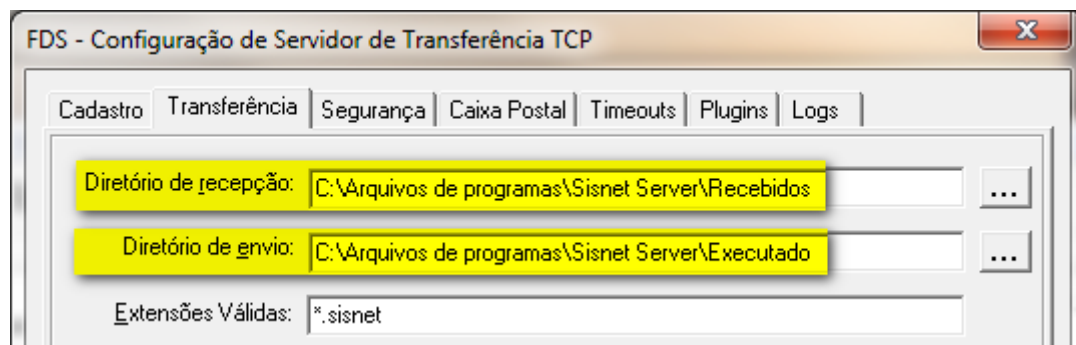 FDS - Configuração de Servidor de Transferência TCP
Cadastro Transferência Segurança Caixa Postal Timeouts Plugins Logs
Diretório de recepção: C:\Arquivos de programas\Sisnet Server\Recebidos ...
Diretório de envio: C:\Arquivos de programas\Sisnet Server\Executado ...
Extensões Válidas: *.sisnet